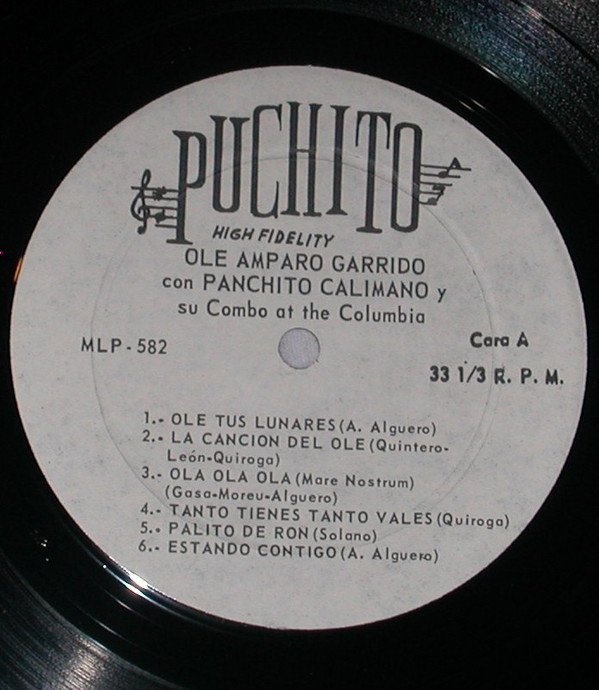 PUCHITO
HIGH FIDELITY
OLE AMPARO GARRIDO
con PANCHITO CALIMANO y
su Combo at the Columbia
MLP - 582
Cara A
33 1/3 R. P. M.
1.- OLE TUS LUNARES (A. Alguero)
2.- LA CANCION DEL OLE (Quintero-
León-Quiroga)
3.- OLA OLA OLA (Mare Nostrum)
(Gasa-Moreu-Alguero)
4.- TANTO TIENES TANTO VALES (Quiroga)
5.- PALITO DE RON (Solano)
6.- ESTANDO CONTIGO (A. Alguero)